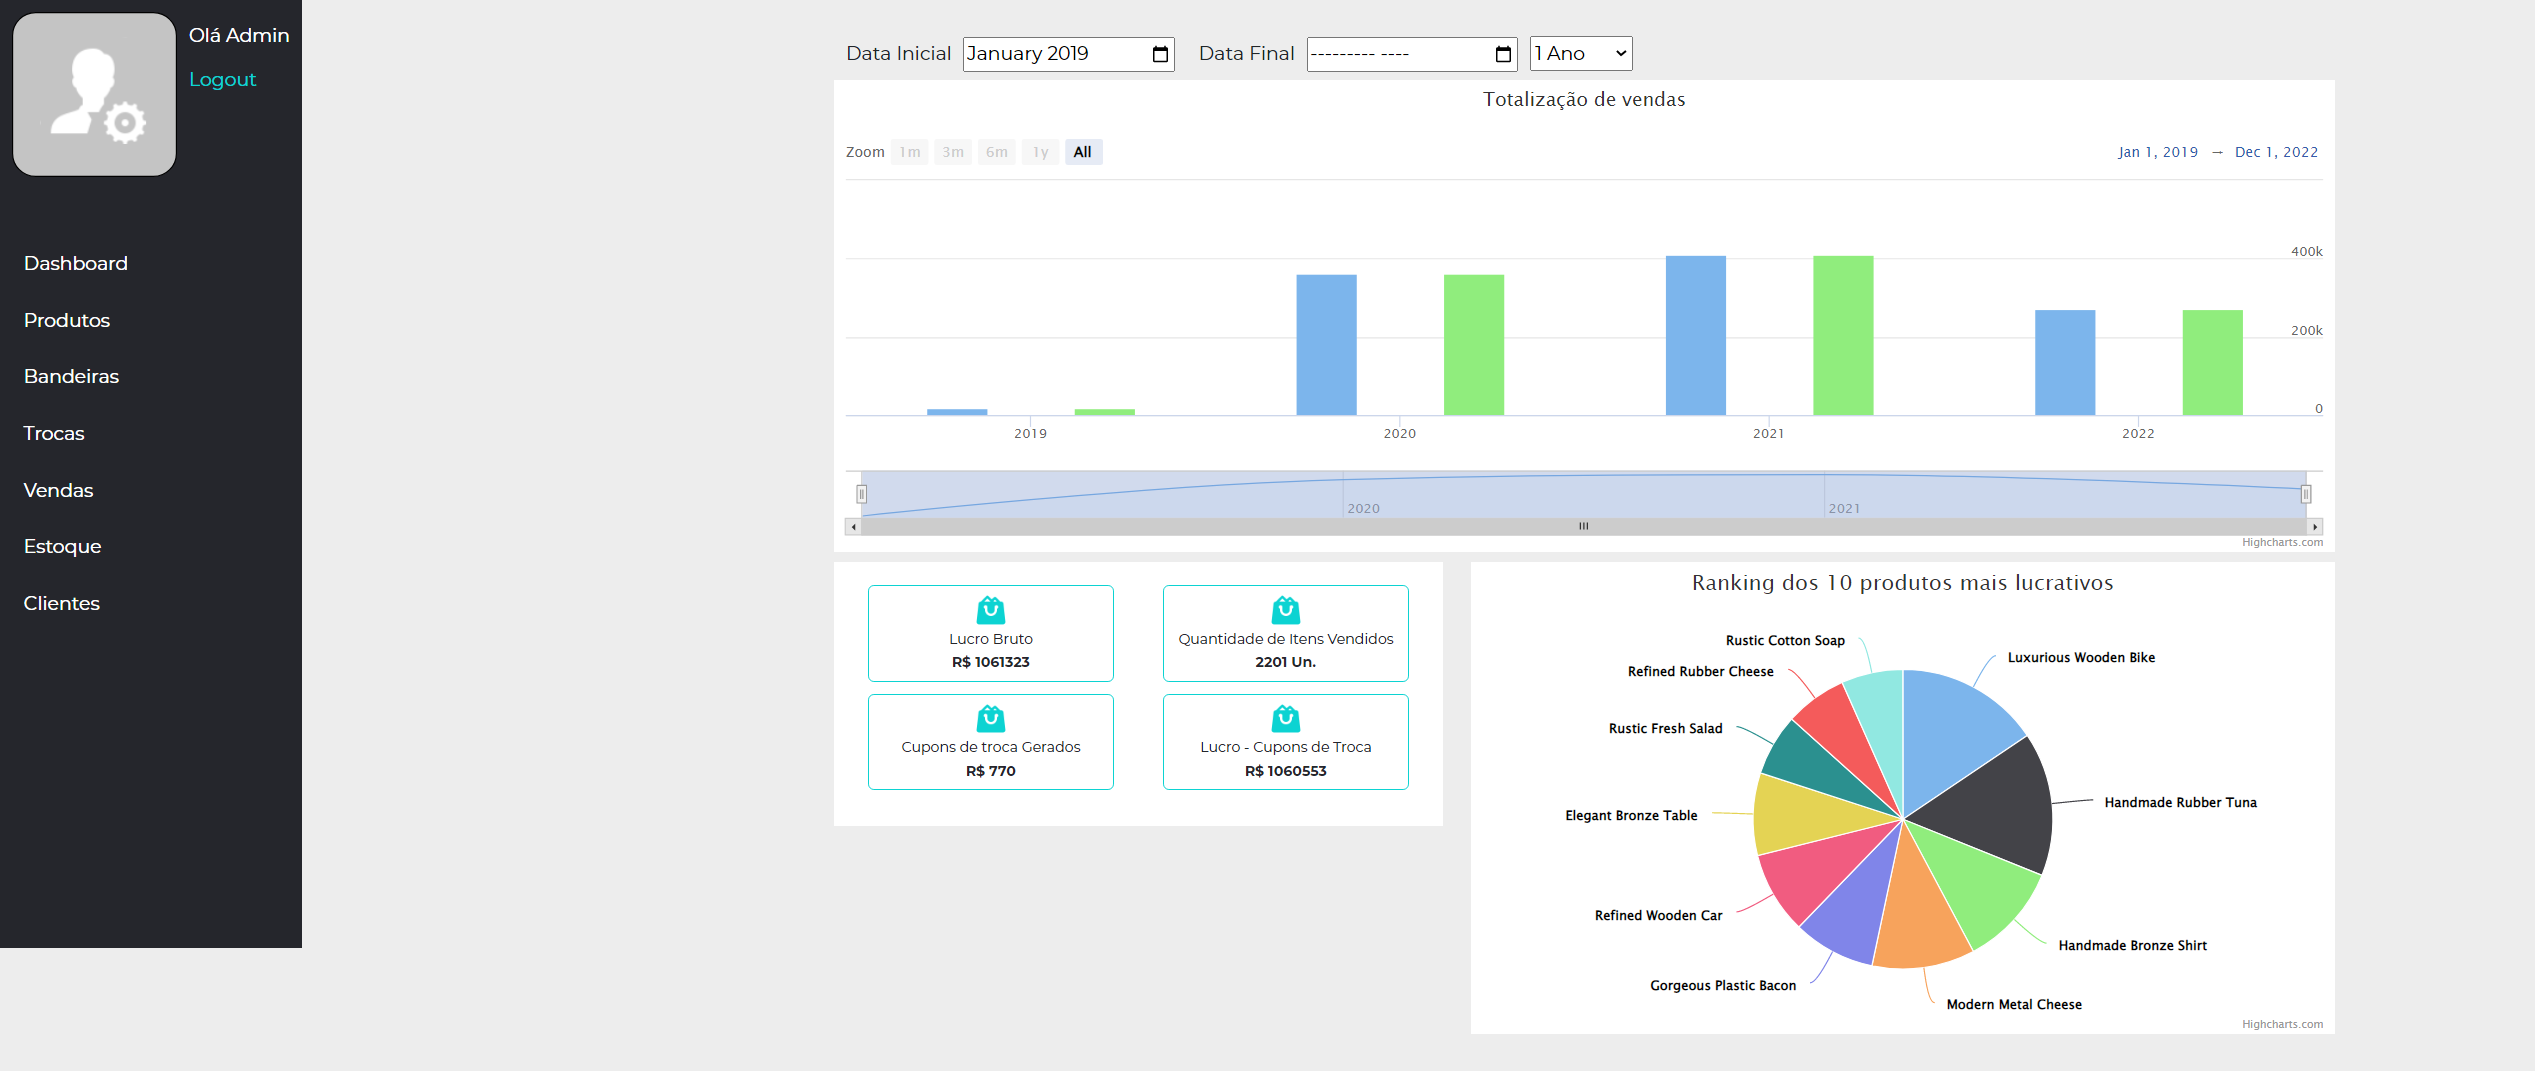 Olá Admin
Logout
Dashboard
Produtos
Bandeiras
Trocas
Vendas
Estoque
Clientes
Data Inicial January 2019 Data Final --------- ---- 1 Ano
Totalização de vendas
Zoom 1m 3m 6m 1y All Jan 1, 2019 → Dec 1, 2022
400k
200k
0
2019 2020 2021 2022
2020 2021
Highcharts.com
Lucro Bruto
R$ 1061323
Quantidade de Itens Vendidos
2201 Un.
Cupons de troca Gerados
R$ 770
Lucro - Cupons de Troca
R$ 1060553
Ranking dos 10 produtos mais lucrativos
Rustic Cotton Soap
Luxurious Wooden Bike
Refined Rubber Cheese
Rustic Fresh Salad
Handmade Rubber Tuna
Elegant Bronze Table
Refined Wooden Car
Handmade Bronze Shirt
Gorgeous Plastic Bacon
Modern Metal Cheese
Highcharts.com